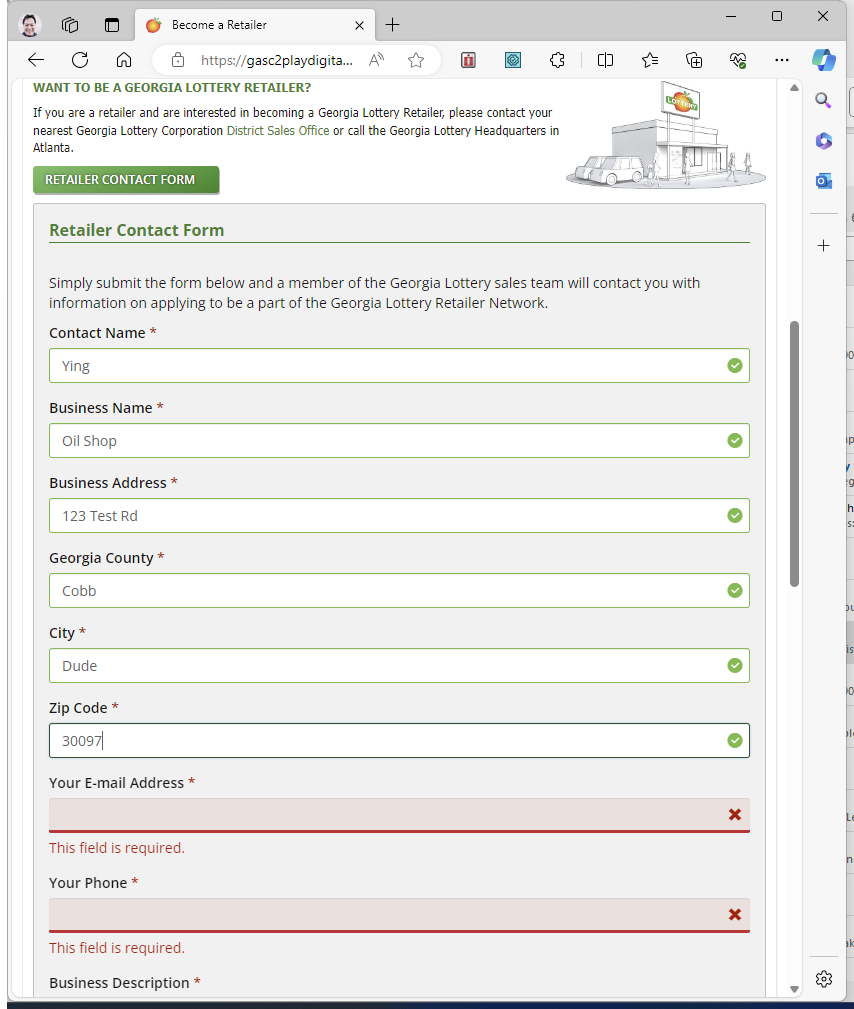 Become a Retailer
https://gasc2playdigita...
WANT TO BE A GEORGIA LOTTERY RETAILER?
If you are a retailer and are interested in becoming a Georgia Lottery Retailer, please contact your
nearest Georgia Lottery Corporation District Sales Office or call the Georgia Lottery Headquarters in
Atlanta.
LOTTERY
RETAILER CONTACT FORM
Retailer Contact Form
Simply submit the form below and a member of the Georgia Lottery sales team will contact you with
information on applying to be a part of the Georgia Lottery Retailer Network.
Contact Name *
Ying
Business Name *
Oil Shop
Business Address *
123 Test Rd
Georgia County *
Cobb
City *
Dude
Zip Code *
30097
Your E-mail Address *
This field is required.
Your Phone *
This field is required.
Business Description *